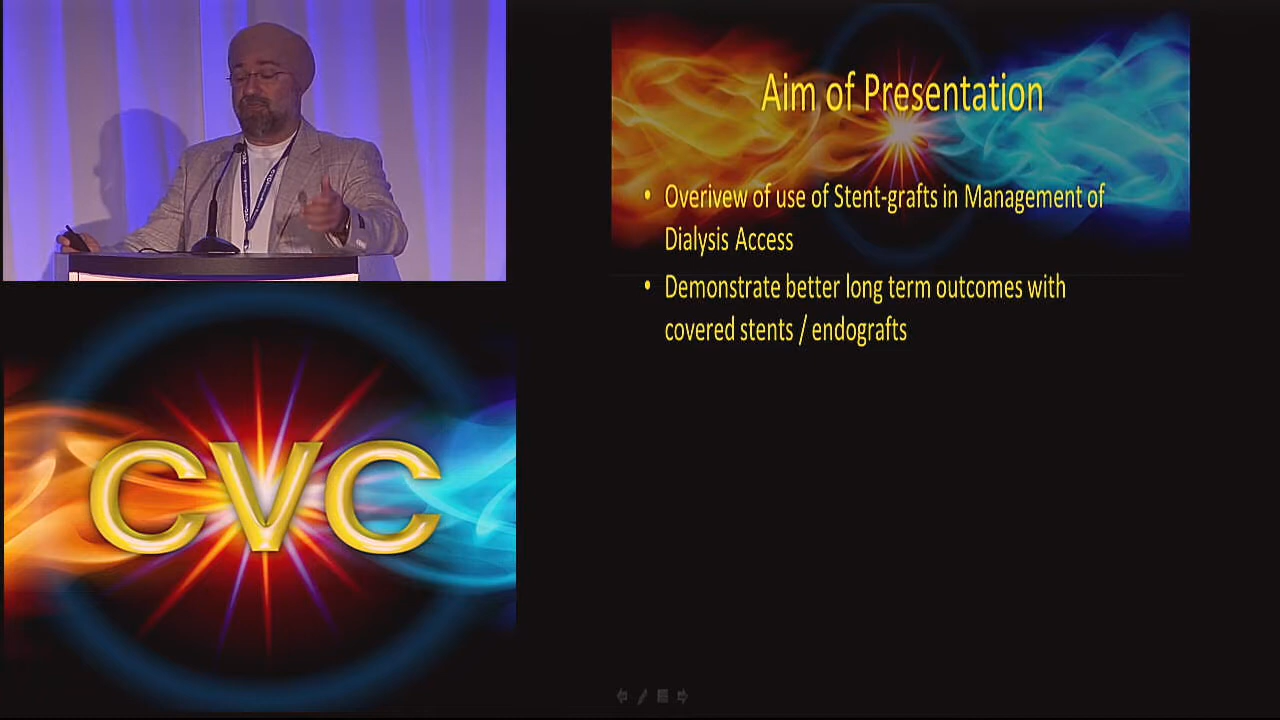 Aim of Presentation
• Overivew of use of Stent-grafts in Management of
Dialysis Access
• Demonstrate better long term outcomes with
covered stents / endografts
CVC